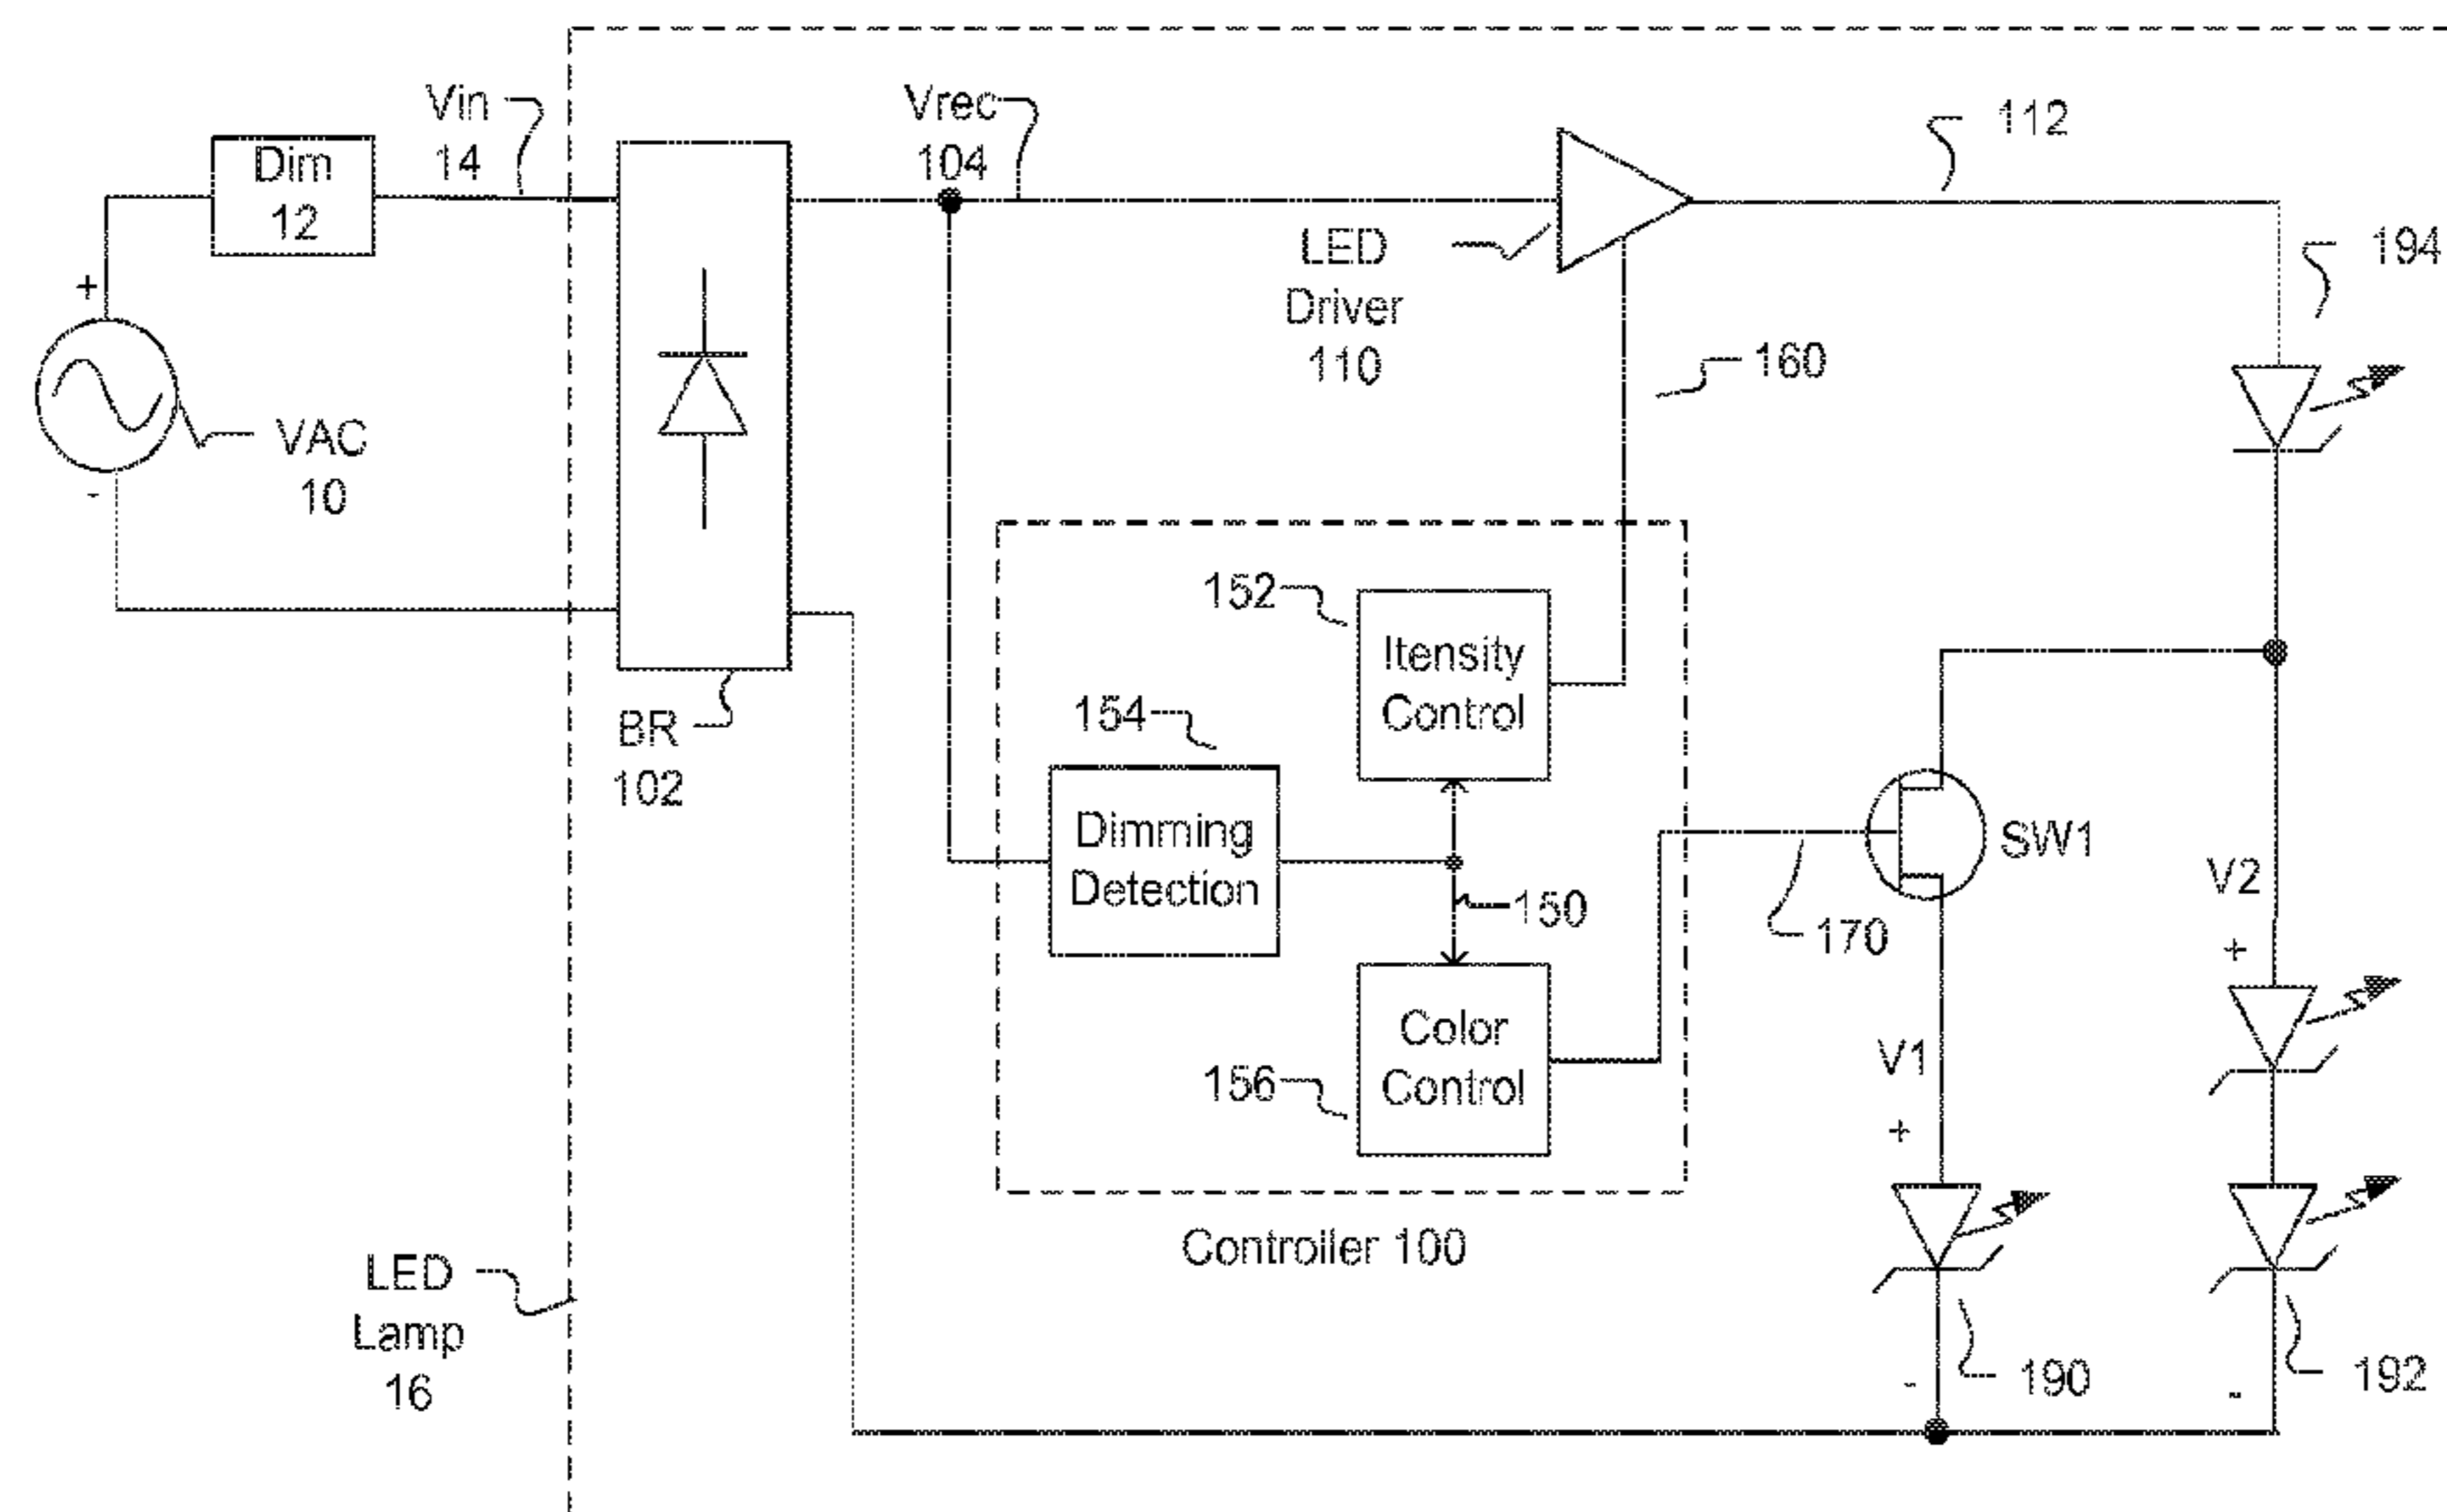 Vin
14
Vrec
104
112
Dim
12
LED
Driver
110
194
+
VAC
10
-
160
152
Itensity
Control
BR
102
154
Dimming
Detection
150
SW1
170
V2
+
Color
Control
156
V1
+
Controller 100
LED
Lamp
16
-
190
-
192